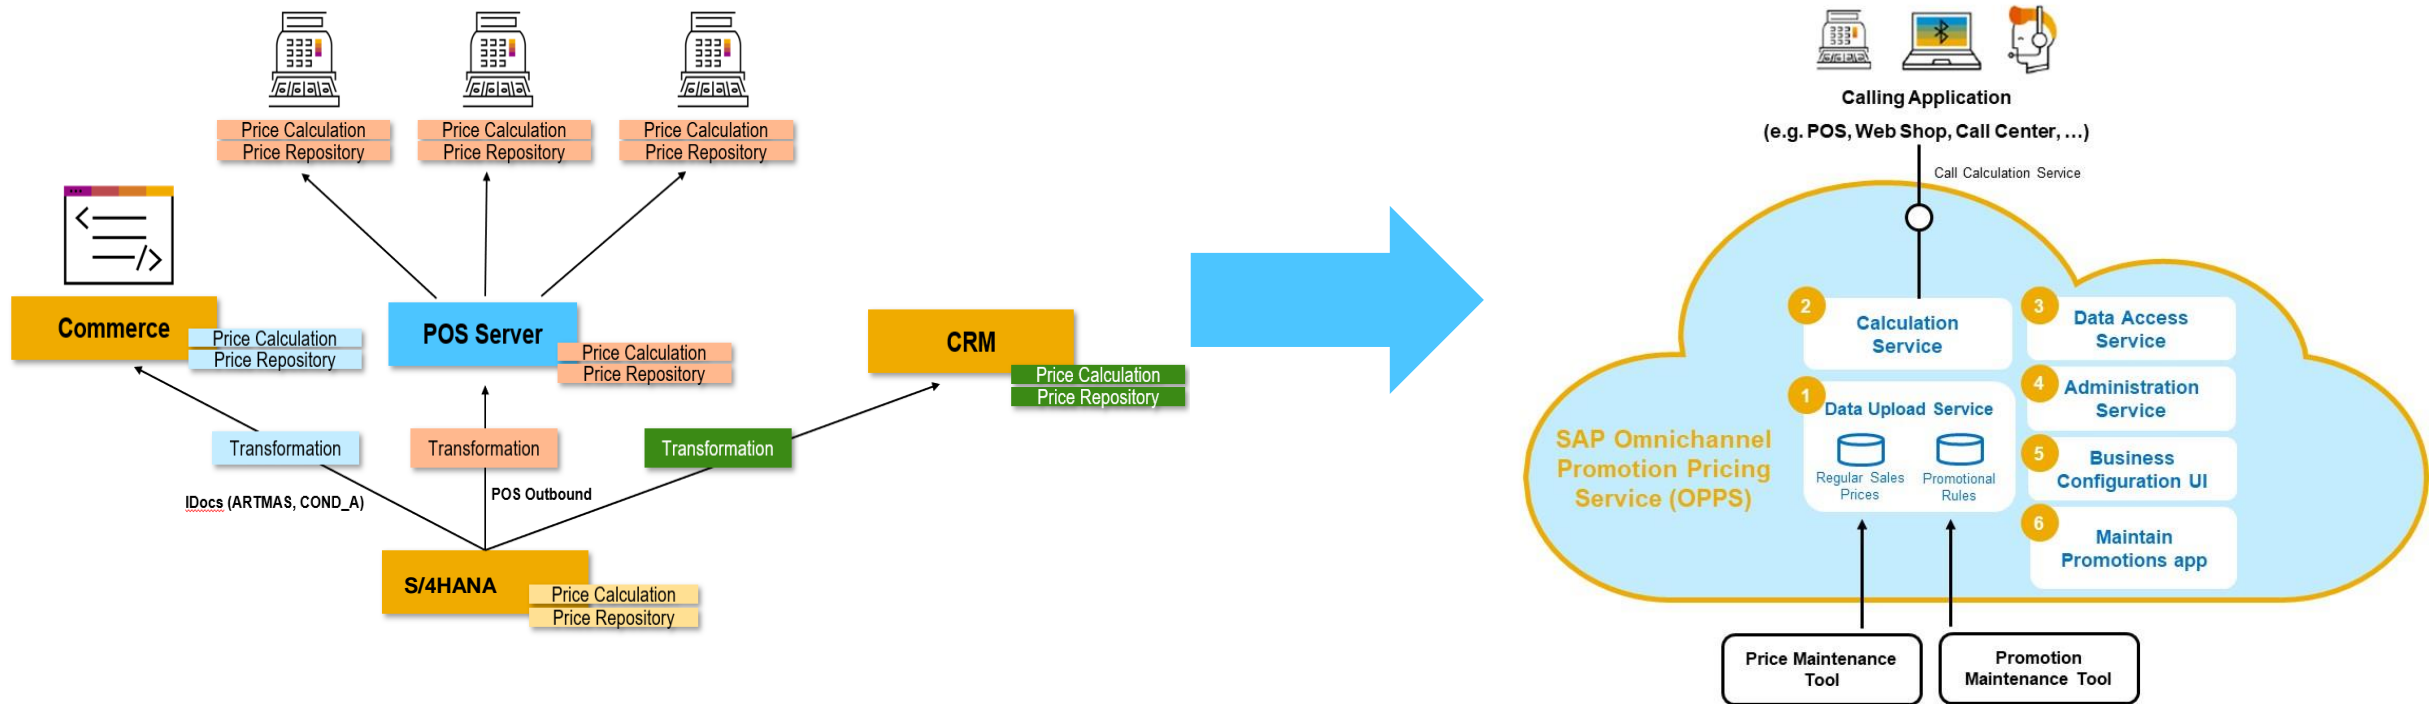 Price Calculation
Price Repository
Price Calculation
Price Repository
Price Calculation
Price Repository
Commerce
Price Calculation
Price Repository
POS Server
Price Calculation
Price Repository
CRM
Price Calculation
Price Repository
Transformation
Transformation
Transformation
IDocs (ARTMAS, COND_A)
POS Outbound
S/4HANA
Price Calculation
Price Repository
Calling Application
(e.g. POS, Web Shop, Call Center, ...)
Call Calculation Service
2
Calculation
Service
3
Data Access
Service
1
Data Upload Service
Regular Sales
Prices
Promotional
Rules
4
Administration
Service
SAP Omnichannel
Promotion Pricing
Service (OPPS)
5
Business
Configuration UI
6
Maintain
Promotions app
Price Maintenance
Tool
Promotion
Maintenance Tool